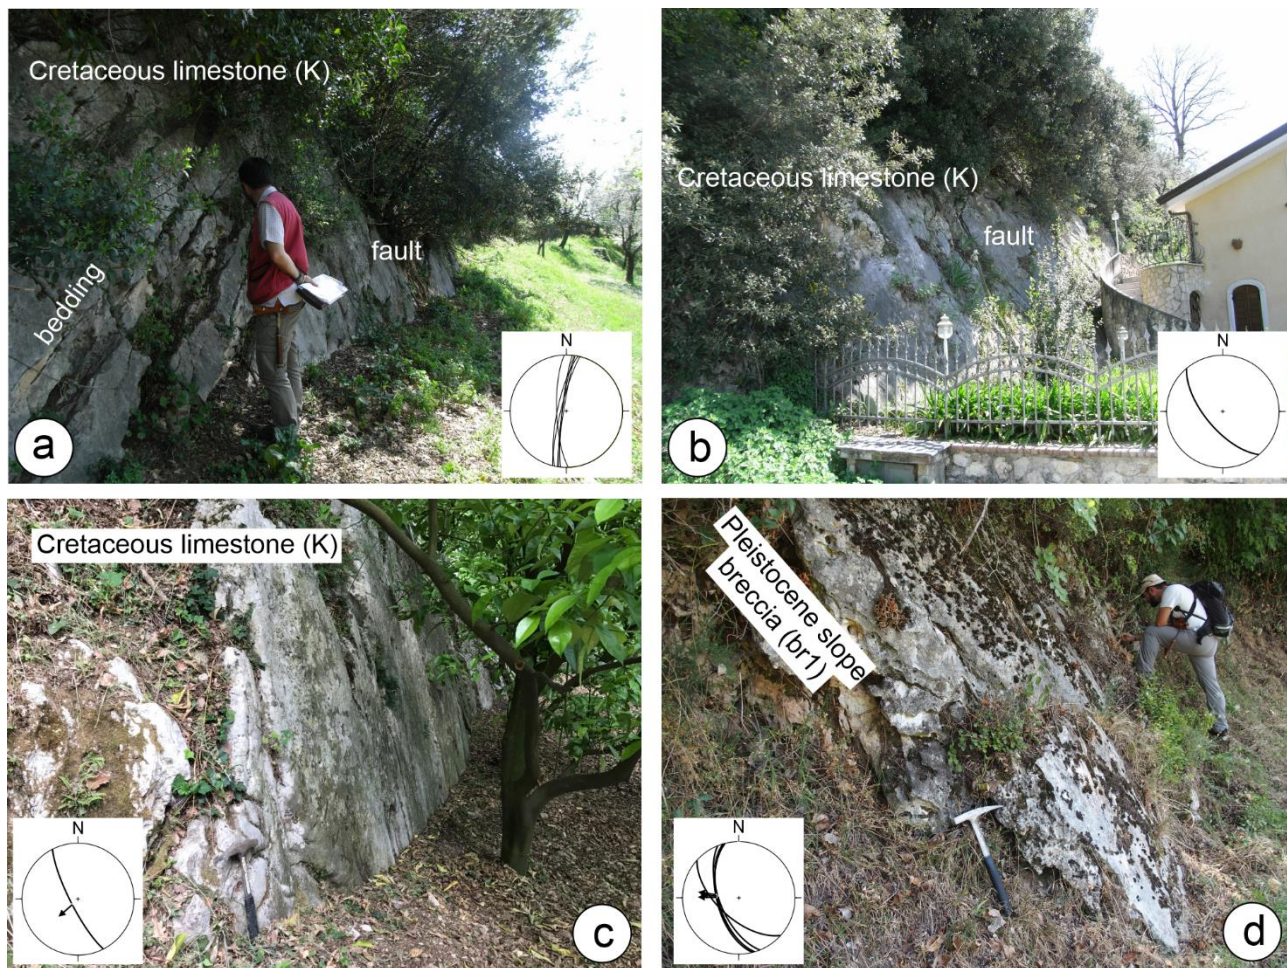 Cretaceous limestone (K)
fault
bedding
N
a
Cretaceous limestone (K)
fault
N
b
Cretaceous limestone (K)
N
c
Pleistocene slope
breccia (br1)
N
d